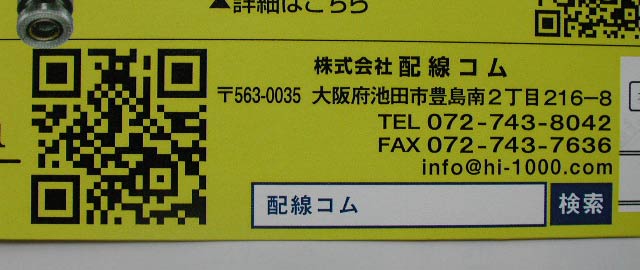 ▲詳細はこちら
株式会社 配線コム
〒563-0035 大阪府池田市豊島南2丁目216-8
TEL 072-743-8042
FAX 072-743-7636
info@hi-1000.com
配線コム 検索